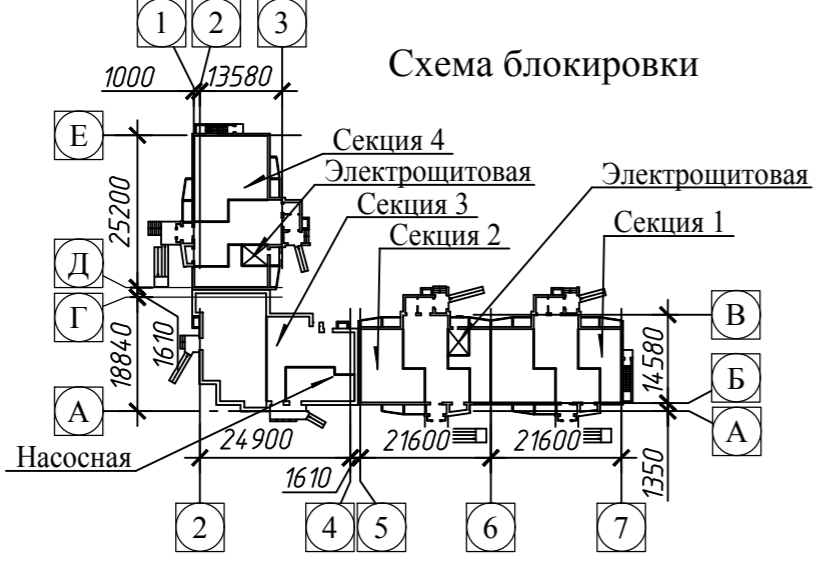 1 2 3
Схема блокировки
1000 13580
Е
Секция 4
Электрощитовая
Электрощитовая
Секция 3
Секция 1
Секция 2
25200
Д
Г
1610
18840
В
14580
Б
А
А
24900
21600
21600
Насосная
1610
1350
2 4 5 6 7